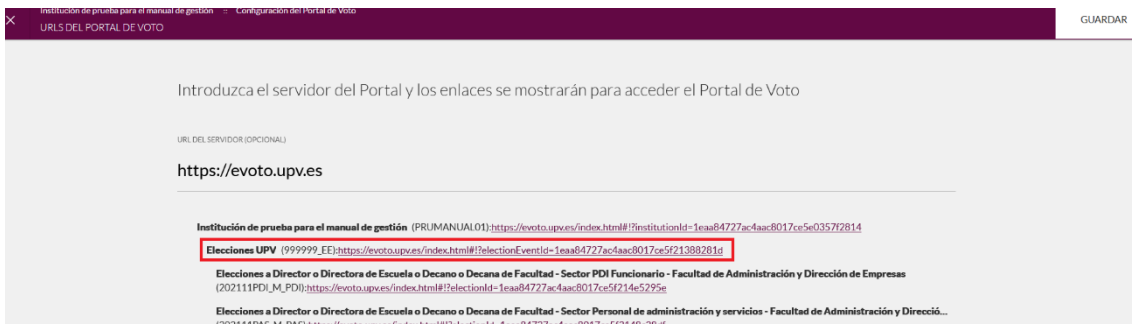 Institución de prueba para el manual de gestión :: Configuración del Portal de Voto
URLS DEL PORTAL DE VOTO
GUARDAR
Introduzca el servidor del Portal y los enlaces se mostrarán para acceder el Portal de Voto
URL DEL SERVIDOR (OPCIONAL)
https://evoto.upv.es
Institución de prueba para el manual de gestión (PRUMANUAL01):https://evoto.upv.es/index.html#!?institutionId=1eaa84727ac4aac8017ce5e0357f2814
Elecciones UPV (999999_EE):https://evoto.upv.es/index.html#!?electionEventId=1eaa84727ac4aac8017ce5f21388281d
Elecciones a Director o Directora de Escuela o Decano o Decana de Facultad - Sector PDI Funcionario - Facultad de Administración y Dirección de Empresas
(202111PDI_M_PDI):https://evoto.upv.es/index.html#!?electionId=1eaa84727ac4aac8017ce5f214e5295e
Elecciones a Director o Directora de Escuela o Decano o Decana de Facultad - Sector Personal de administración y servicios - Facultad de Administración y Direcció...